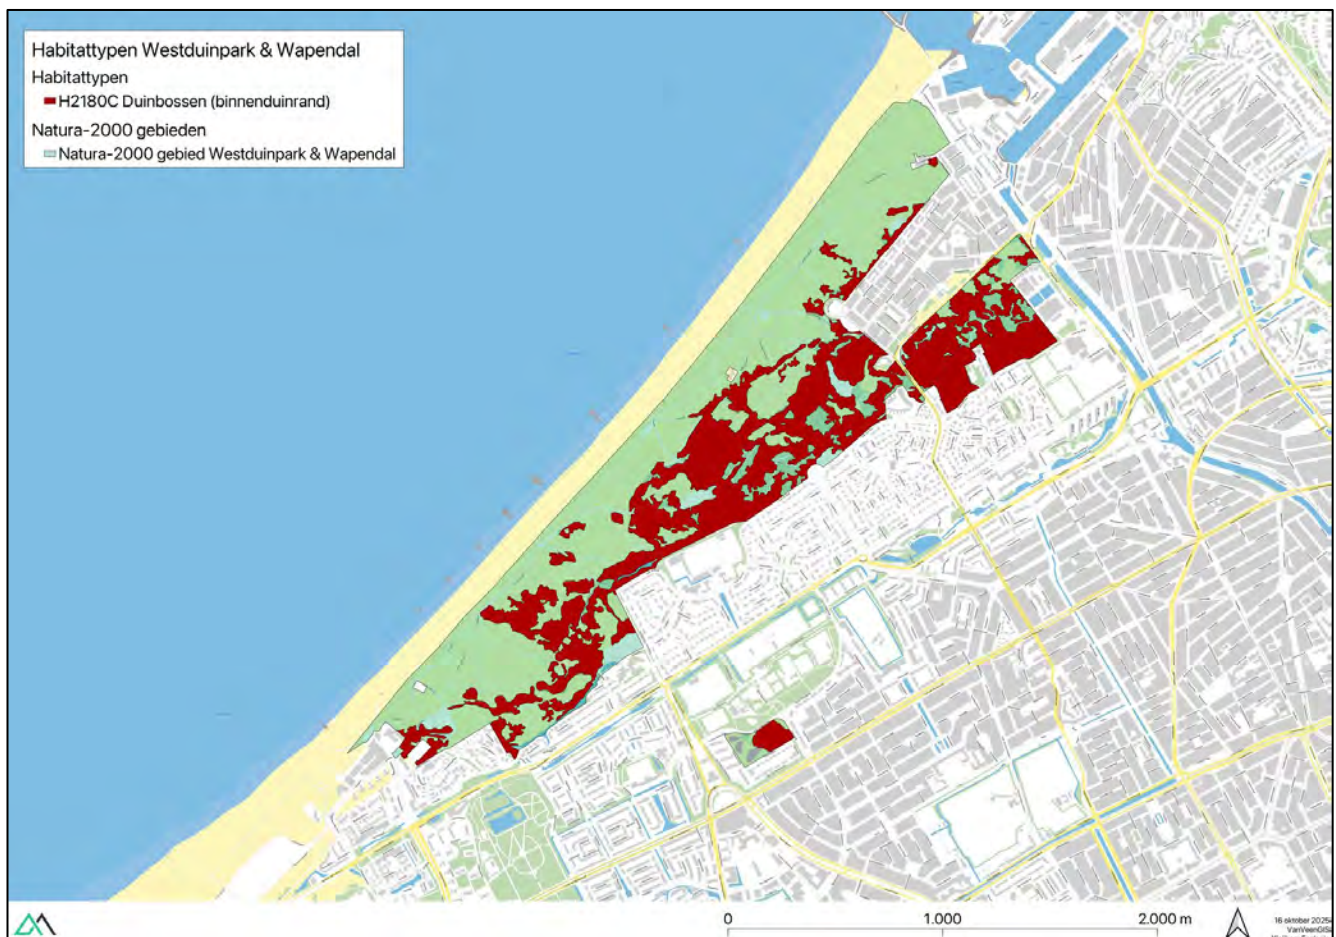 Habitattypen Westduinpark & Wapendal
Habitattypen
H2180C Duinbossen (binnenduinrand)
Natura-2000 gebieden
Natura-2000 gebied Westduinpark & Wapendal
0 1.000 2.000 m
16 oktober 2025
VanVeenGIS